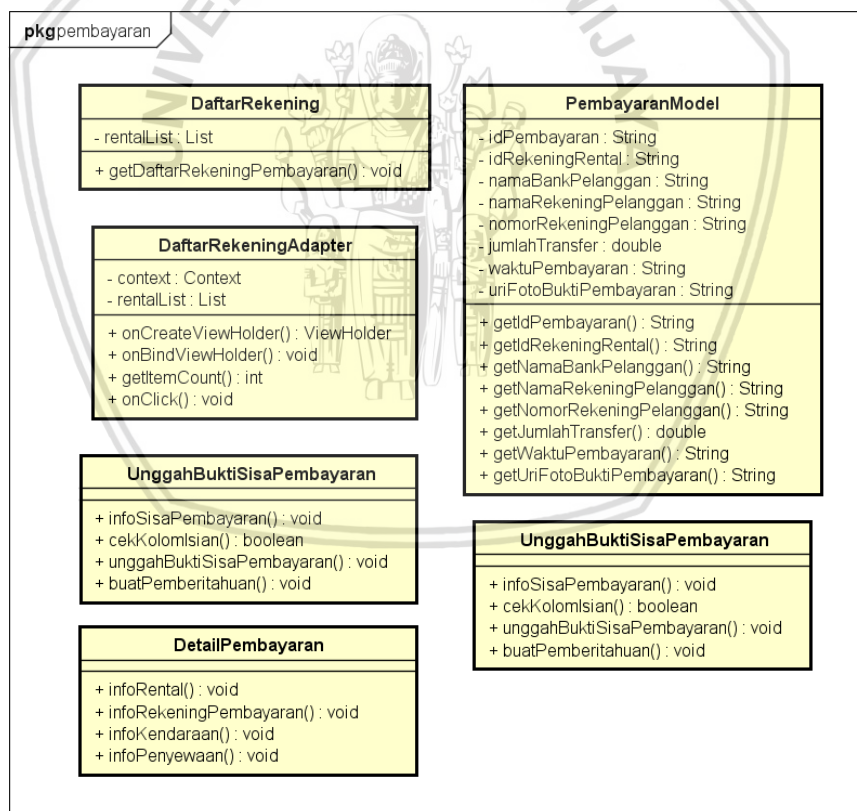 pkg pembayaran
UNIVE
NIJAYA
DaftarRekening
- rentalList : List
+ getDaftarRekeningPembayaran() : void
DaftarRekeningAdapter
- context : Context
- rentalList : List
+ onCreateViewHolder() : ViewHolder
+ onBindViewHolder() : void
+ getItemCount() : int
+ onClick() : void
UnggahBuktiSisaPembayaran
+ infoSisaPembayaran() : void
+ cekKolomIsian() : boolean
+ unggahBuktiSisaPembayaran() : void
+ buatPemberitahuan() : void
DetailPembayaran
+ infoRental() : void
+ infoRekeningPembayaran() : void
+ infoKendaraan() : void
+ infoPenyewaan() : void
PembayaranModel
- idPembayaran : String
- idRekeningRental : String
- namaBankPelanggan : String
- namaRekeningPelanggan : String
- nomorRekeningPelanggan : String
- jumlahTransfer : double
- waktuPembayaran : String
- uriFotoBuktiPembayaran : String
+ getIdPembayaran() : String
+ getIdRekeningRental() : String
+ getNamaBankPelanggan() : String
+ getNamaRekeningPelanggan() : String
+ getNomorRekeningPelanggan() : String
+ getJumlahTransfer() : double
+ getWaktuPembayaran() : String
+ getUriFotoBuktiPembayaran() : String
UnggahBuktiSisaPembayaran
+ infoSisaPembayaran() : void
+ cekKolomIsian() : boolean
+ unggahBuktiSisaPembayaran() : void
+ buatPemberitahuan() : void